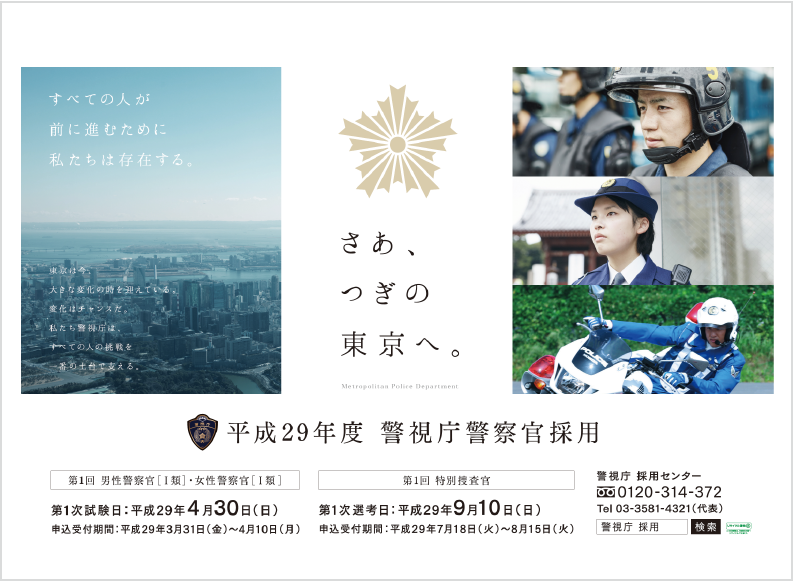 すべての人が
前に進むために
私たちは存在する。
東京は今、
大きな変化の時を迎えている。
変化はチャンスだ。
私たち警視庁は、
すべての人の挑戦を
一番の土台で支える。
さあ、
つぎの
東京へ。
Metropolitan Police Department
平成29年度 警視庁警察官採用
第1回 男性警察官[Ⅰ類]・女性警察官[Ⅰ類]
第1次試験日:平成29年4月30日(日)
申込受付期間:平成29年3月31日(金)〜4月10日(月)
第1回 特別捜査官
第1次選考日:平成29年9月10日(日)
申込受付期間:平成29年7月18日(火)〜8月15日(火)
警視庁 採用センター
0120-314-372
Tel 03-3581-4321(代表)
警視庁 採用 検索
POLICE